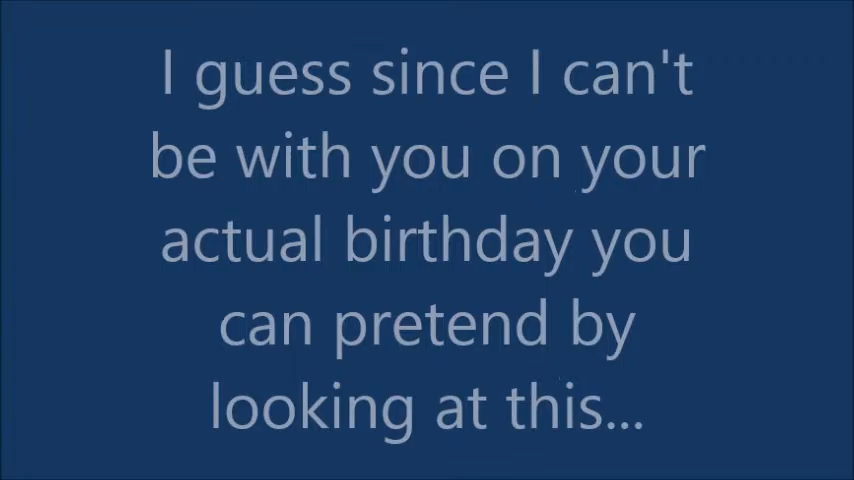 I guess since I can't
be with you on your
actual birthday you
can pretend by
looking at this...